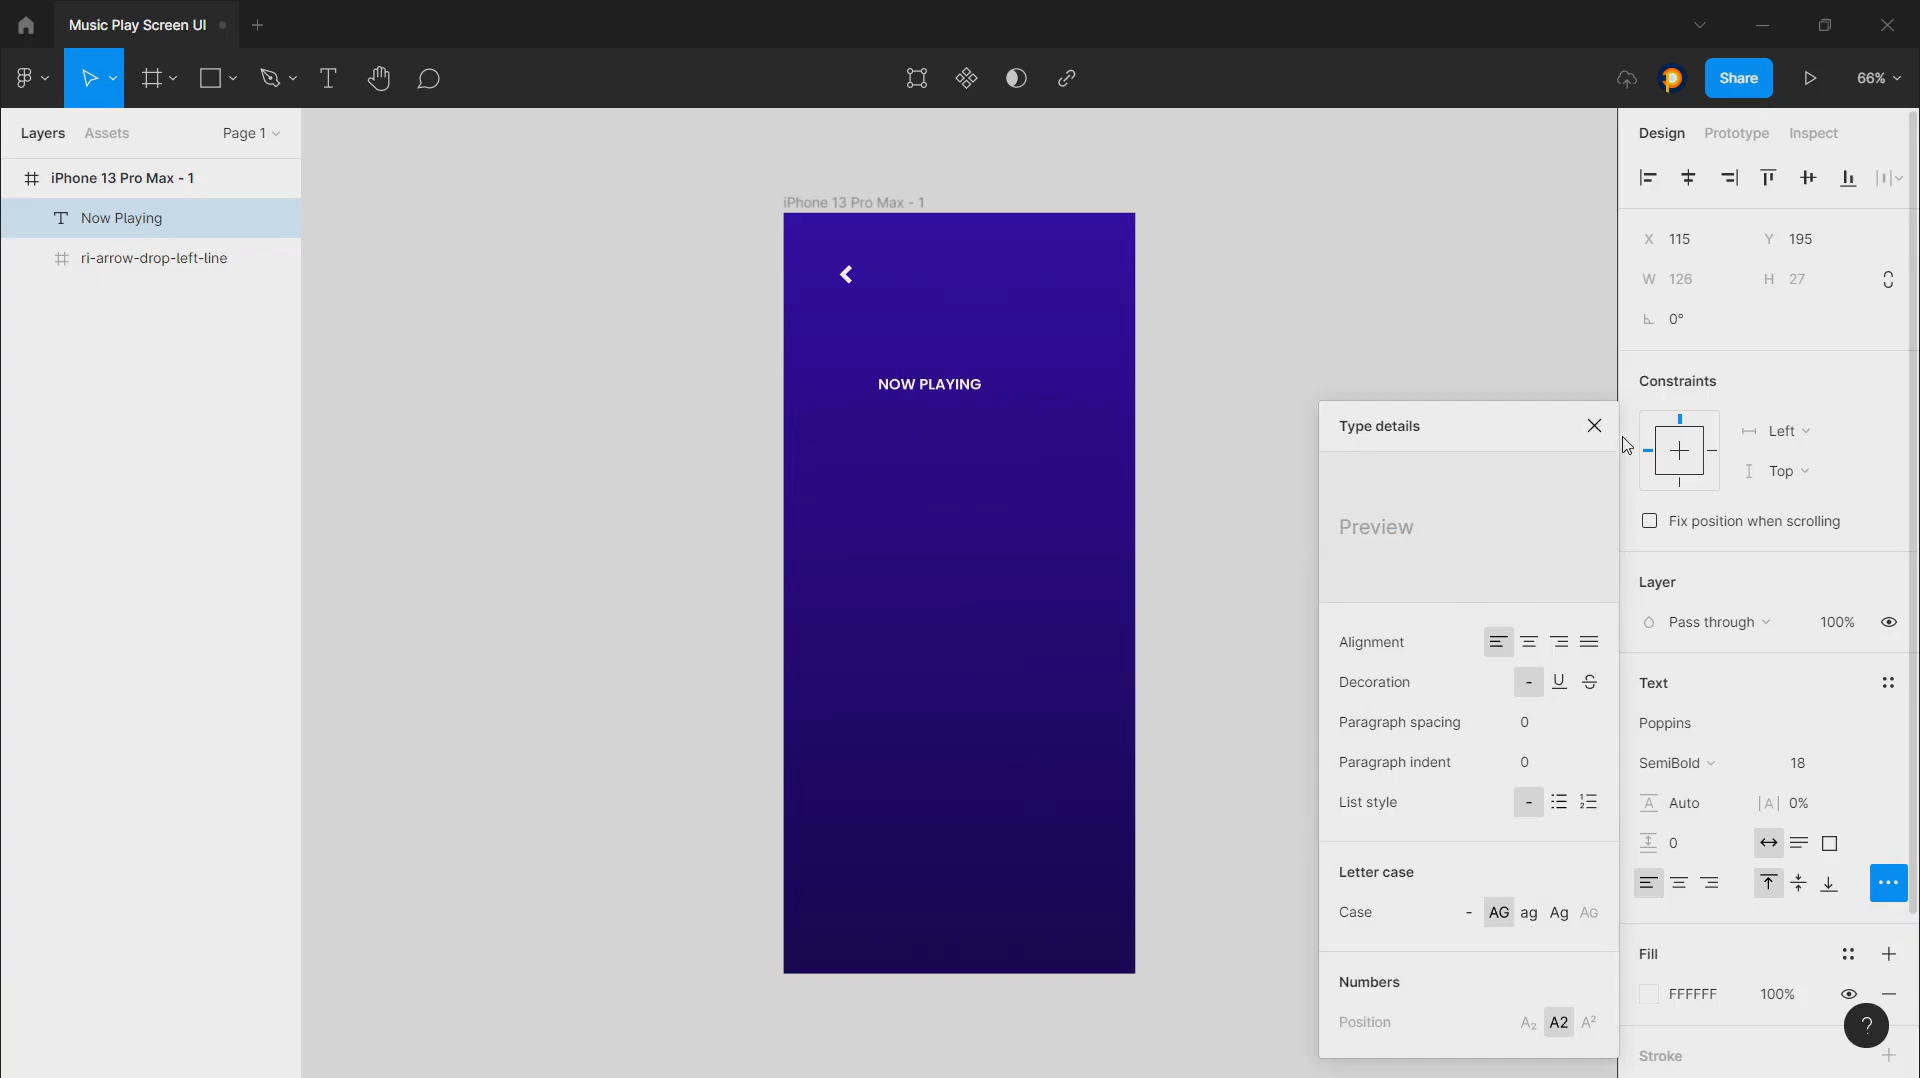 Music Play Screen UI
Share
66%
Layers
Assets
Page 1
iPhone 13 Pro Max - 1
Now Playing
ri-arrow-drop-left-line
iPhone 13 Pro Max - 1
NOW PLAYING
Type details
Preview
Alignment
Decoration
-
U
S
Paragraph spacing
0
Paragraph indent
0
List style
-
Letter case
Case
-
AG
ag
Ag
AG
Numbers
Position
A₂
A2
A²
Design
Prototype
Inspect
X
115
Y
195
W
126
H
27
0°
Constraints
Left
Top
Fix position when scrolling
Layer
Pass through
100%
Text
Poppins
SemiBold
18
A
Auto
|A|
0%
0
Fill
FFFFFF
100%
?
Stroke